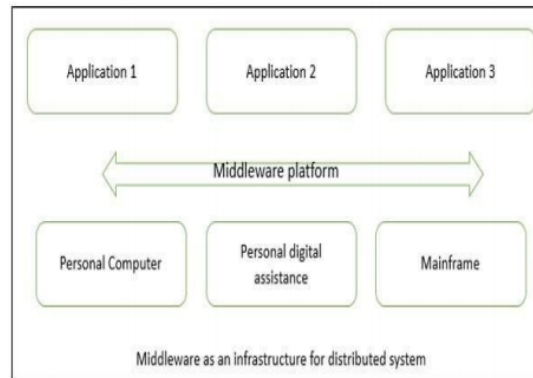 Application 1
Application 2
Application 3
Middleware platform
Personal Computer
Personal digital
assistance
Mainframe
Middleware as an infrastructure for distributed system